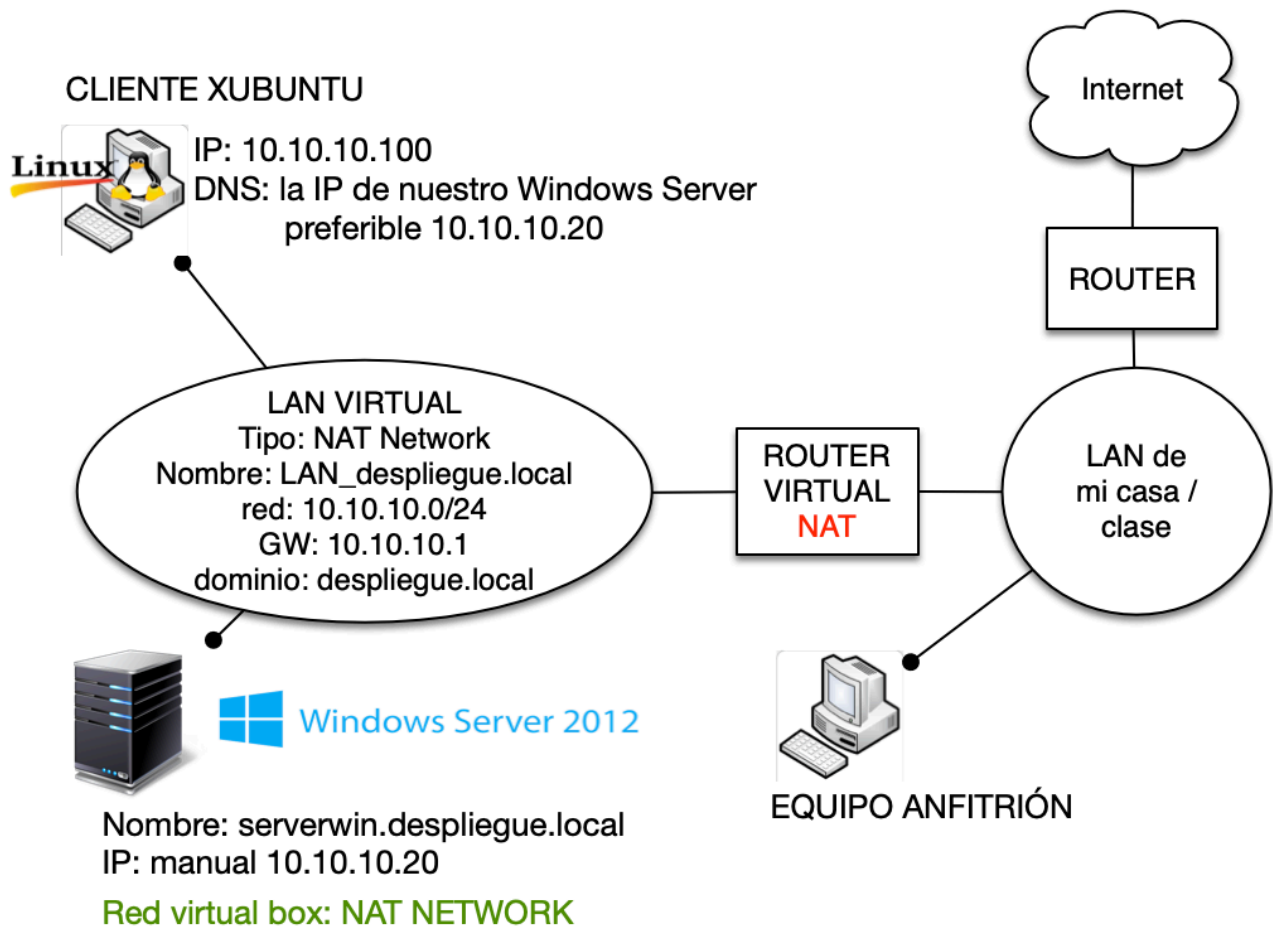 CLIENTE XUBUNTU
Linux
IP: 10.10.10.100
DNS: la IP de nuestro Windows Server
preferible 10.10.10.20
Internet
ROUTER
LAN VIRTUAL
Tipo: NAT Network
Nombre: LAN_despliegue.local
red: 10.10.10.0/24
GW: 10.10.10.1
dominio: despliegue.local
ROUTER
VIRTUAL
NAT
LAN de
mi casa /
clase
Windows Server 2012
Nombre: serverwin.despliegue.local
IP: manual 10.10.10.20
Red virtual box: NAT NETWORK
EQUIPO ANFITRIÓN